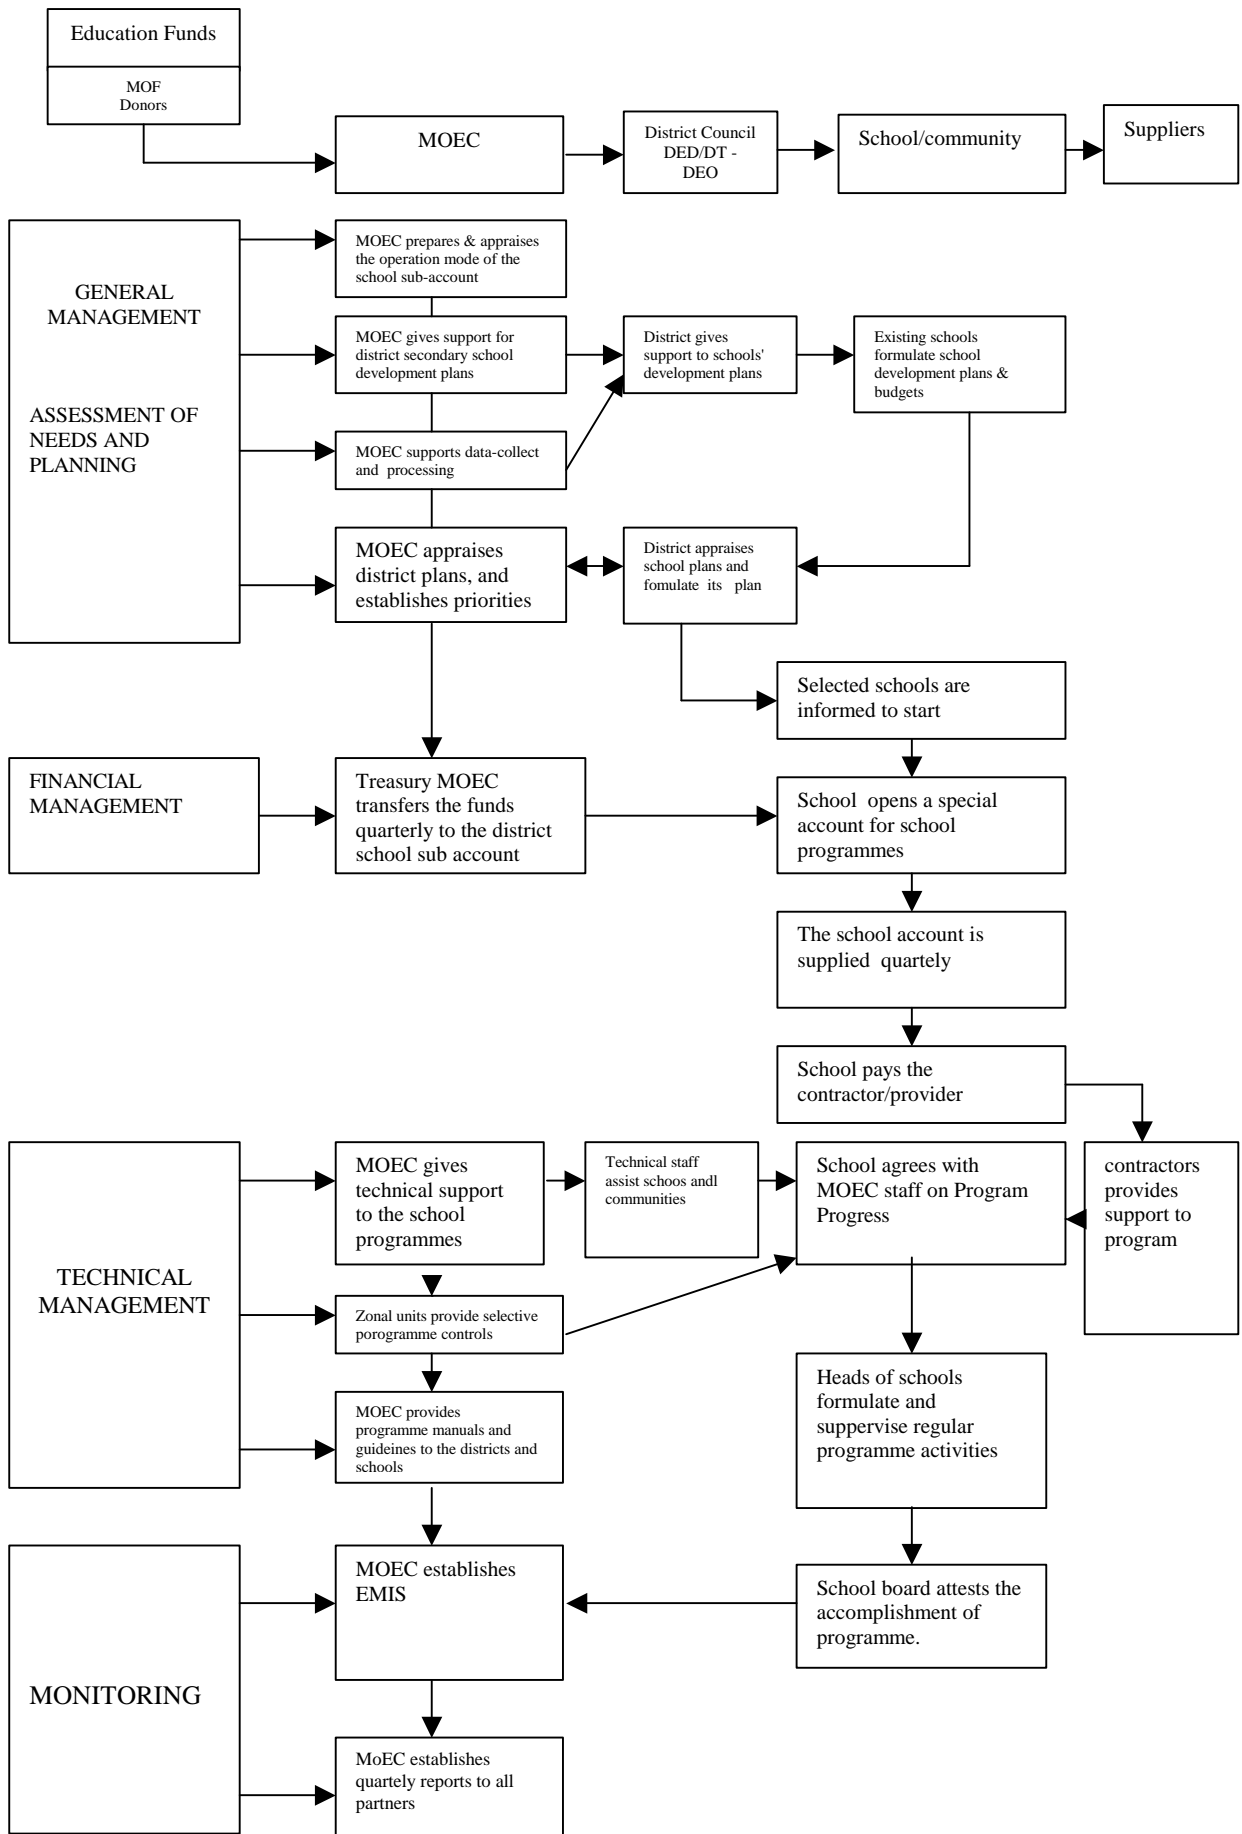 Education Funds
MOF
Donors
MOEC
District Council
DED/DT -
DEO
School/community
Suppliers
GENERAL
MANAGEMENT
ASSESSMENT OF
NEEDS AND
PLANNING
MOEC prepares & appraises
the operation mode of the
school sub-account
MOEC gives support for
district secondary school
development plans
District gives
support to schools'
development plans
Existing schools
formulate school
development plans &
budgets
MOEC supports data-collect
and processing
MOEC appraises
district plans, and
establishes priorities
District appraises
school plans and
fomulate its plan
Selected schools are
informed to start
FINANCIAL
MANAGEMENT
Treasury MOEC
transfers the funds
quarterly to the district
school sub account
School opens a special
account for school
programmes
The school account is
supplied quartely
School pays the
contractor/provider
TECHNICAL
MANAGEMENT
MOEC gives
technical support
to the school
programmes
Technical staff
assist schoos andl
communities
School agrees with
MOEC staff on Program
Progress
contractors
provides
support to
program
Zonal units provide selective
porogramme controls
MOEC provides
programme manuals and
guideines to the districts and
schools
Heads of schools
formulate and
suppervise regular
programme activities
MONITORING
MOEC establishes
EMIS
School board attests the
accomplishment of
programme.
MoEC establishes
quartely reports to all
partners